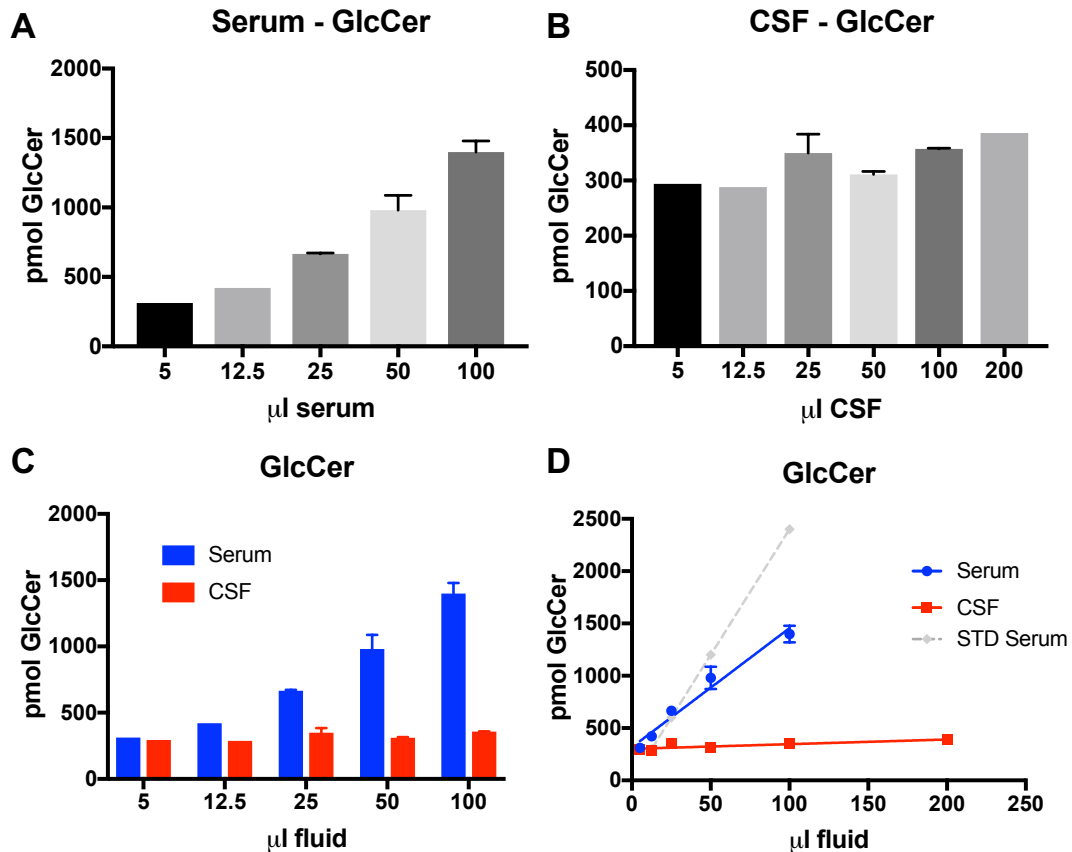 A
Serum - GlcCer
pmol GlcCer
2000
1500
1000
500
0
5 12.5 25 50 100
μl serum
B
CSF - GlcCer
pmol GlcCer
500
400
300
200
100
0
5 12.5 25 50 100 200
μl CSF
C
GlcCer
pmol GlcCer
2000
1500
1000
500
0
Serum
CSF
5 12.5 25 50 100
μl fluid
D
GlcCer
pmol GlcCer
2500
2000
1500
1000
500
0
0 50 100 150 200 250
μl fluid
Serum
CSF
STD Serum